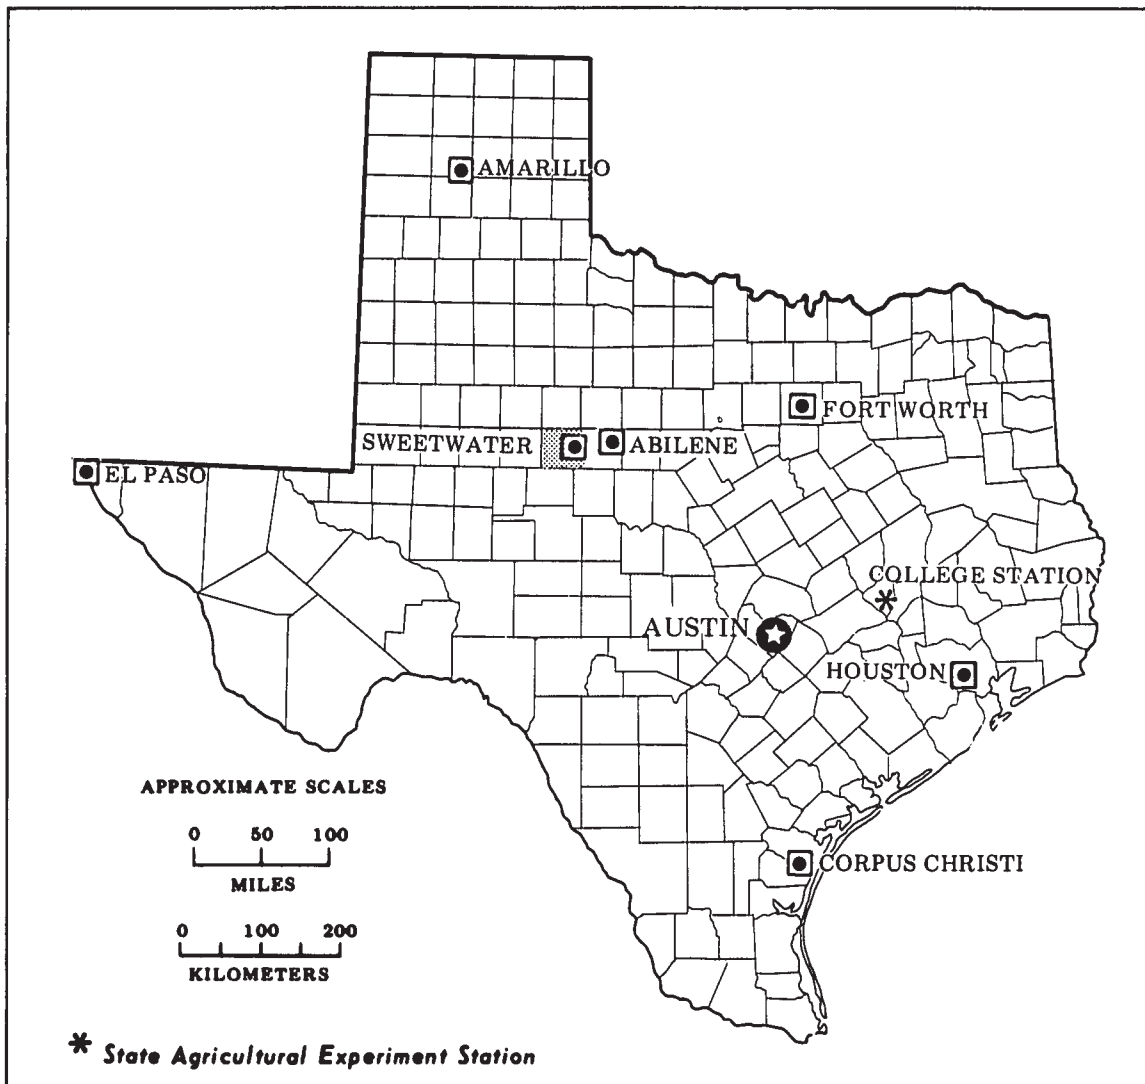 AMARILLO
FORT WORTH
SWEETWATER
ABILENE
EL PASO
COLLEGE STATION
*
AUSTIN
HOUSTON
APPROXIMATE SCALES
0 50 100
MILES
CORPUS CHRISTI
0 100 200
KILOMETERS
* State Agricultural Experiment Station